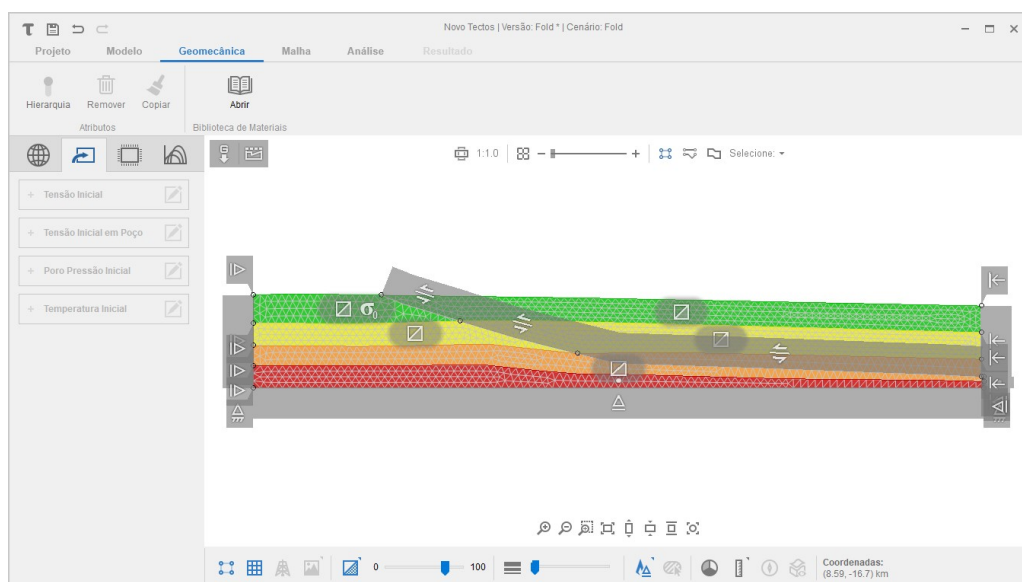 Novo Tectos | Versão: Fold * | Cenário: Fold
Projeto Modelo Geomecânica Malha Análise Resultado
Hierarquia Remover Copiar Abrir
Atributos Biblioteca de Materiais
G 1:1.0 Selecione:
+ Tensão Inicial
+ Tensão Inicial em Poço
+ Poro Pressão Inicial
+ Temperatura Inicial
σ0
0 100 Coordenadas:
(8.59, -16.7) km